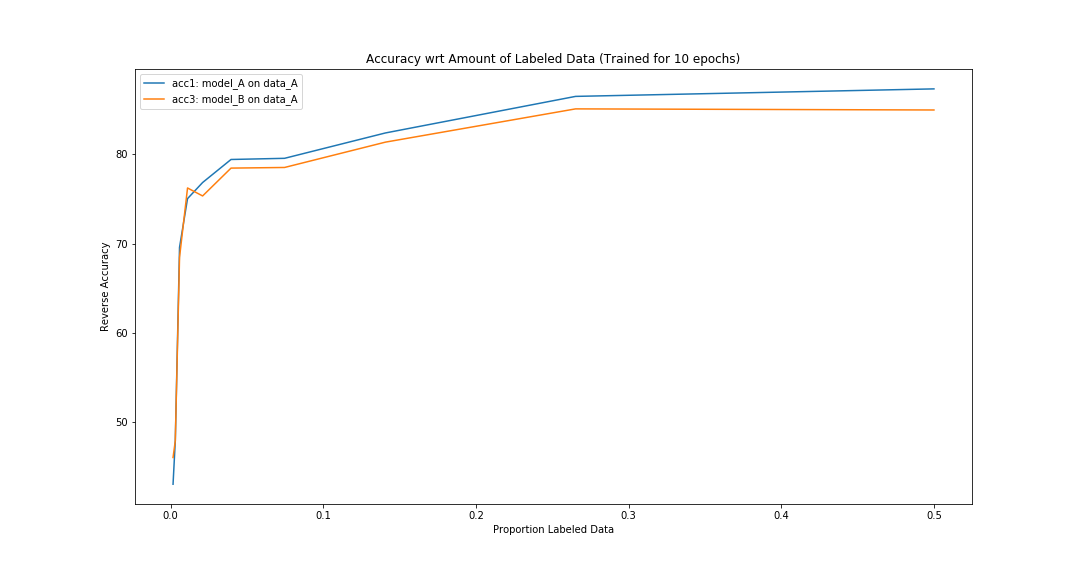 Accuracy wrt Amount of Labeled Data (Trained for 10 epochs)
acc1: model_A on data_A
acc3: model_B on data_A
80
70
60
50
Reverse Accuracy
0.0
0.1
0.2
0.3
0.4
0.5
Proportion Labeled Data